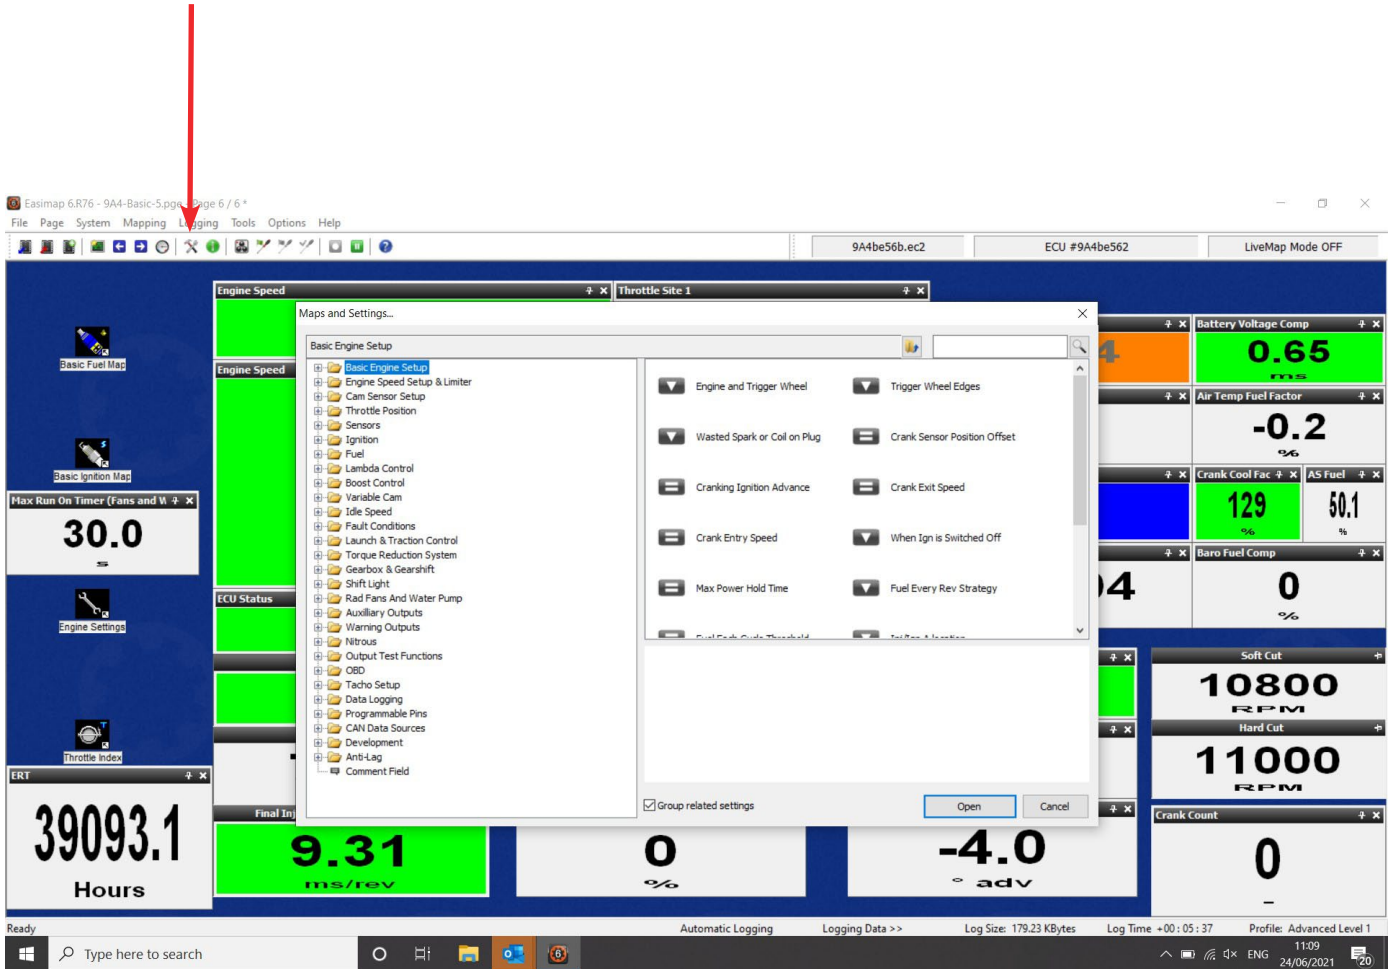 Easimap 6.R76 - 9A4-Basic-5.pge - Page 6 / 6 *
File Page System Mapping Logging Tools Options Help
9A4be56b.ec2 ECU #9A4be562 LiveMap Mode OFF
Engine Speed
Throttle Site 1
Maps and Settings...
Basic Engine Setup
Basic Engine Setup
Engine Speed Setup & Limiter
Cam Sensor Setup
Throttle Position
Sensors
Ignition
Fuel
Lambda Control
Boost Control
Variable Cam
Idle Speed
Fault Conditions
Launch & Traction Control
Torque Reduction System
Gearbox & Gearshift
Shift Light
Rad Fans And Water Pump
Auxilliary Outputs
Warning Outputs
Nitrous
Output Test Functions
OBD
Tacho Setup
Data Logging
Programmable Pins
CAN Data Sources
Development
Anti-Lag
Comment Field
Engine and Trigger Wheel
Trigger Wheel Edges
Wasted Spark or Coil on Plug
Crank Sensor Position Offset
Cranking Ignition Advance
Crank Exit Speed
Crank Entry Speed
When Ign is Switched Off
Max Power Hold Time
Fuel Every Rev Strategy
Group related settings
Open
Cancel
Basic Fuel Map
Basic Ignition Map
Max Run On Timer (Fans and W
30.0
s
Engine Settings
Throttle Index
ERT
39093.1
Hours
Engine Speed
ECU Status
Final Inj
9.31
ms/rev
0
%
-4.0
° adv
Battery Voltage Comp
0.65
ms
Air Temp Fuel Factor
-0.2
%
Crank Cool Fac
129
%
AS Fuel
50.1
%
Baro Fuel Comp
0
%
Soft Cut
10800
RPM
Hard Cut
11000
RPM
Crank Count
0
-
Ready
Automatic Logging
Logging Data >>
Log Size: 179.23 KBytes
Log Time +00:05:37
Profile: Advanced Level 1
Type here to search
ENG
11:09
24/06/2021
20